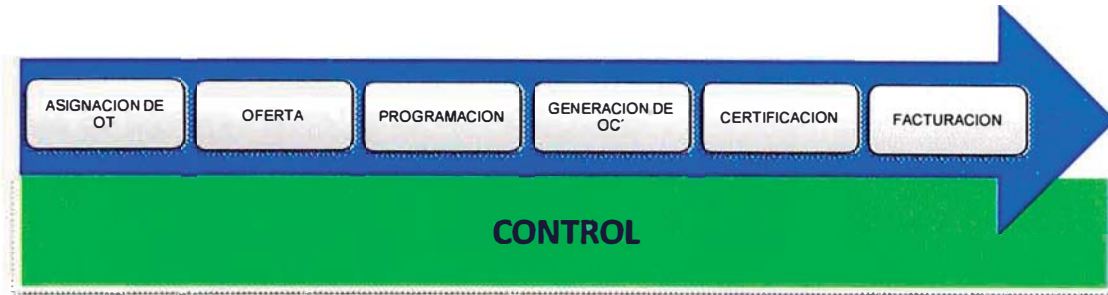 ASIGNACION DE
OT
OFERTA
PROGRAMACION
GENERACION DE
OC´
CERTIFICACION
FACTURACION
CONTROL